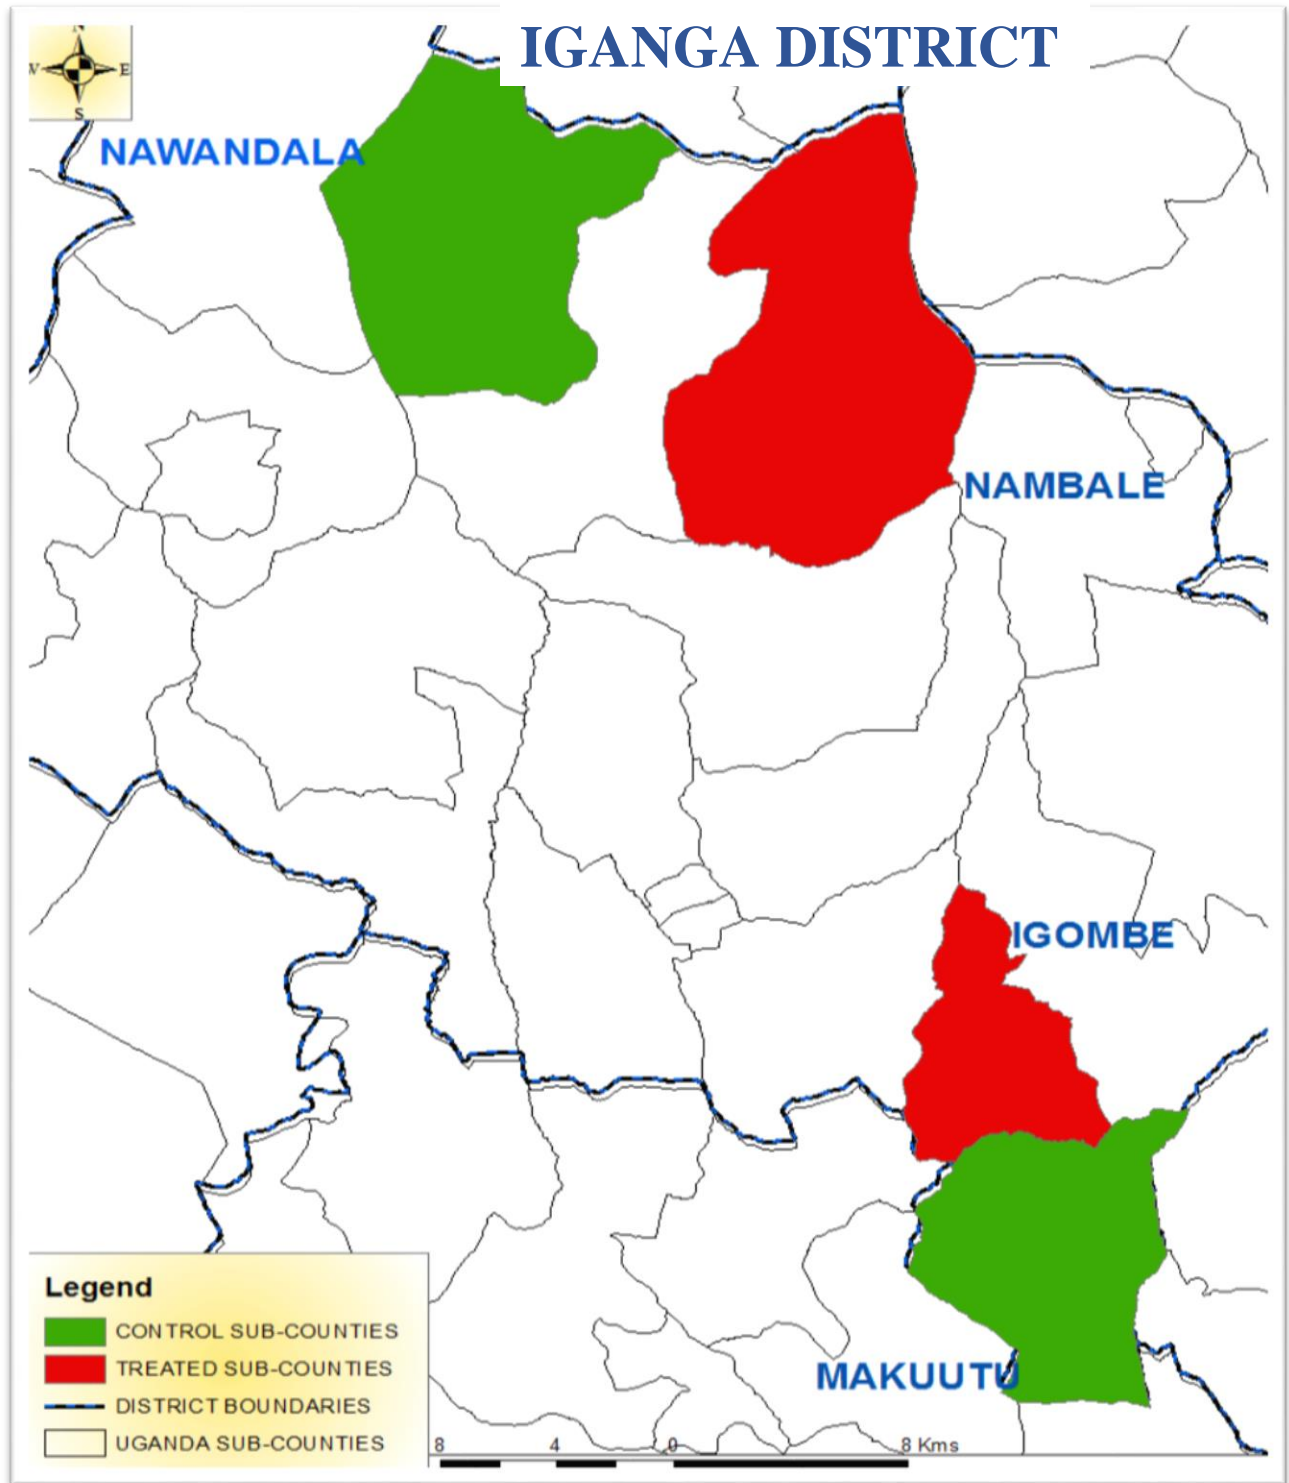 IGANGA DISTRICT
N
W E
S
NAWANDALA
NAMBALE
IGOMBE
MAKUUTU
Legend
CONTROL SUB-COUNTIES
TREATED SUB-COUNTIES
DISTRICT BOUNDARIES
UGANDA SUB-COUNTIES
8 4 0 8 Kms